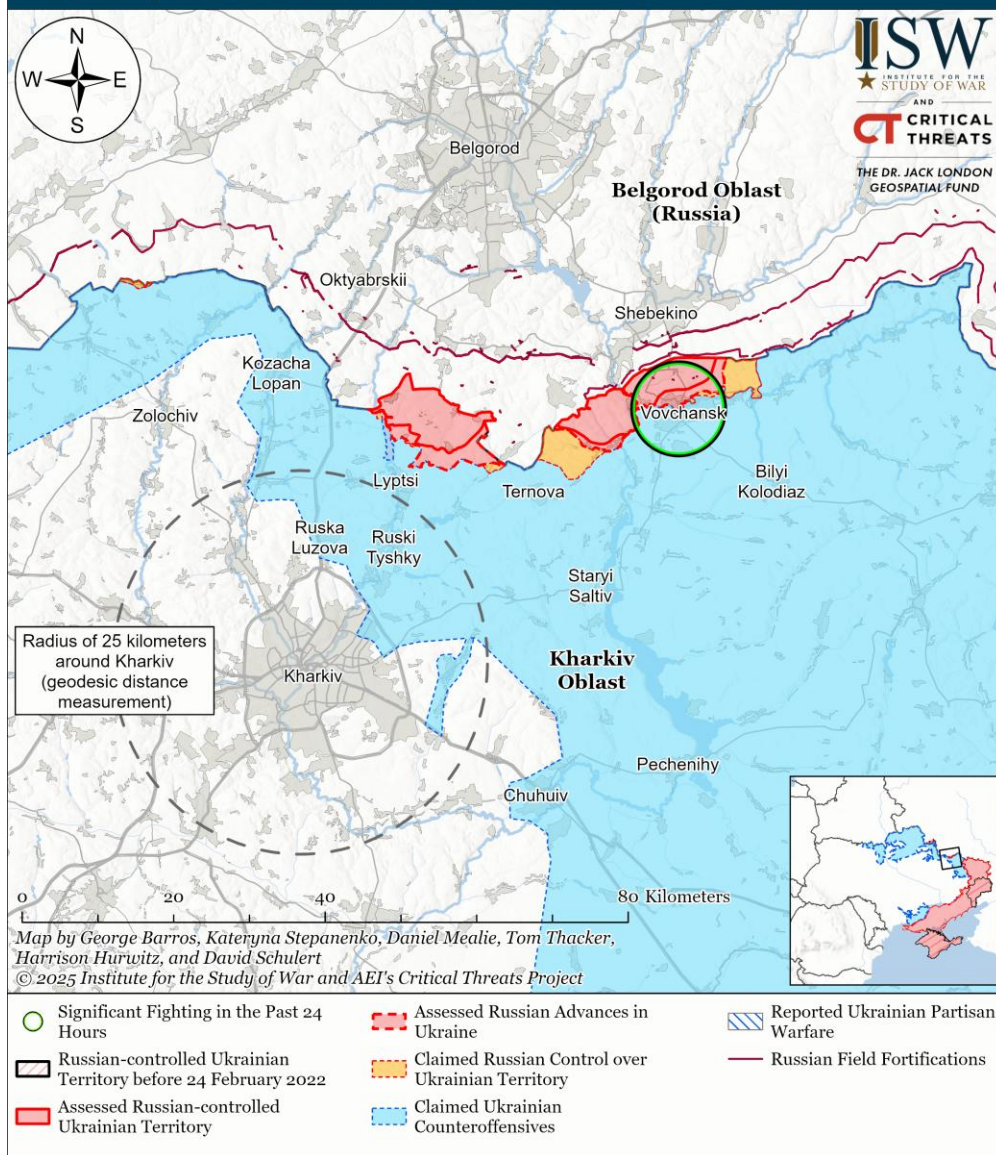 N
W E
S
ISW
INSTITUTE FOR THE
STUDY OF WAR
AND
CT CRITICAL
THREATS
THE DR. JACK LONDON
GEOSPATIAL FUND
Belgorod
Belgorod Oblast
(Russia)
Oktyabrskii
Shebekino
Kozacha
Lopan
Zolochiv
Vovchansk
Lyptsi
Ternova
Bilyi
Kolodiaz
Ruska
Luzova
Ruski
Tyshky
Staryi
Saltiv
Radius of 25 kilometers
around Kharkiv
(geodesic distance
measurement)
Kharkiv
Kharkiv
Oblast
Pechenihy
Chuhuiv
0 20 40 80 Kilometers
Map by George Barros, Kateryna Stepanenko, Daniel Mealie, Tom Thacker,
Harrison Hurwitz, and David Schulert
© 2025 Institute for the Study of War and AEI's Critical Threats Project
Significant Fighting in the Past 24
Hours
Russian-controlled Ukrainian
Territory before 24 February 2022
Assessed Russian-controlled
Ukrainian Territory
Assessed Russian Advances in
Ukraine
Claimed Russian Control over
Ukrainian Territory
Claimed Ukrainian
Counteroffensives
Reported Ukrainian Partisan
Warfare
Russian Field Fortifications